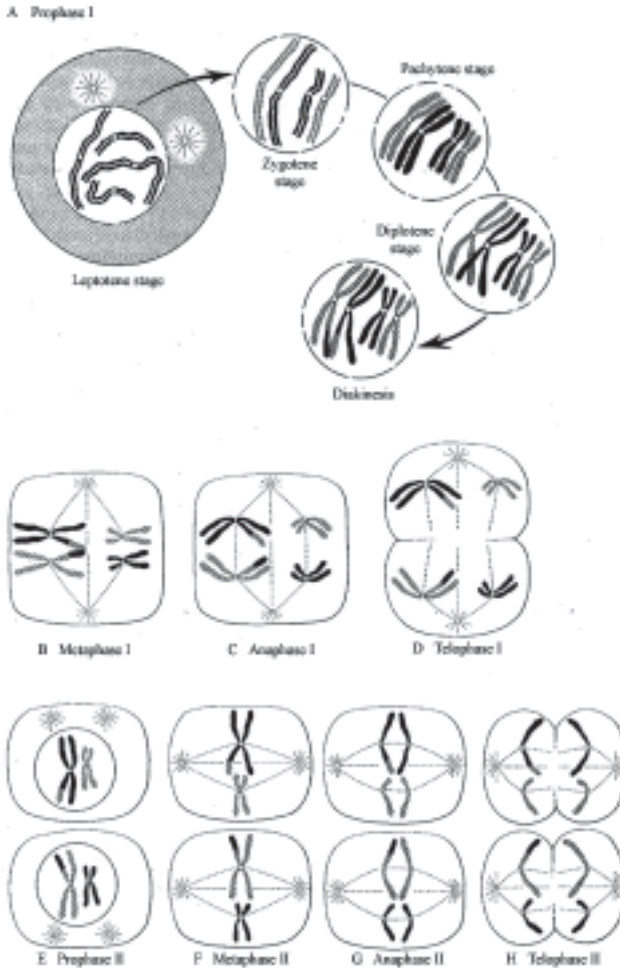 A Prophase I
Pachytene stage
Zygotene
stage
Diplotene
stage
Leptotene stage
Diakinesis
B Metaphase I
C Anaphase I
D Telophase I
E Prophase II
F Metaphase II
G Anaphase II
H Telophase II